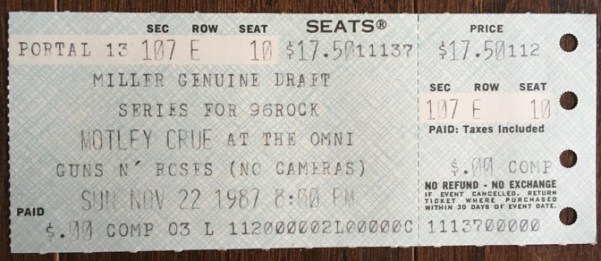 SEC ROW SEAT SEATS® PRICE
PORTAL 13 107 E 10 $17.50 11137 $17.50 112
MILLER GENUINE DRAFT
SERIES FOR 96ROCK
MOTLEY CRUE AT THE OMNI
GUNS N' ROSES (NO CAMERAS)
SUN NOV 22 1987 8:00 PM
PAID
$.00 COMP 03 L 112000002L00000C
SEC ROW SEAT
107 E 10
PAID: Taxes Included
$.00 COMP
NO REFUND - NO EXCHANGE
IF EVENT CANCELLED, RETURN
TICKET WHERE PURCHASED
WITHIN 30 DAYS OF EVENT DATE.
1113700000